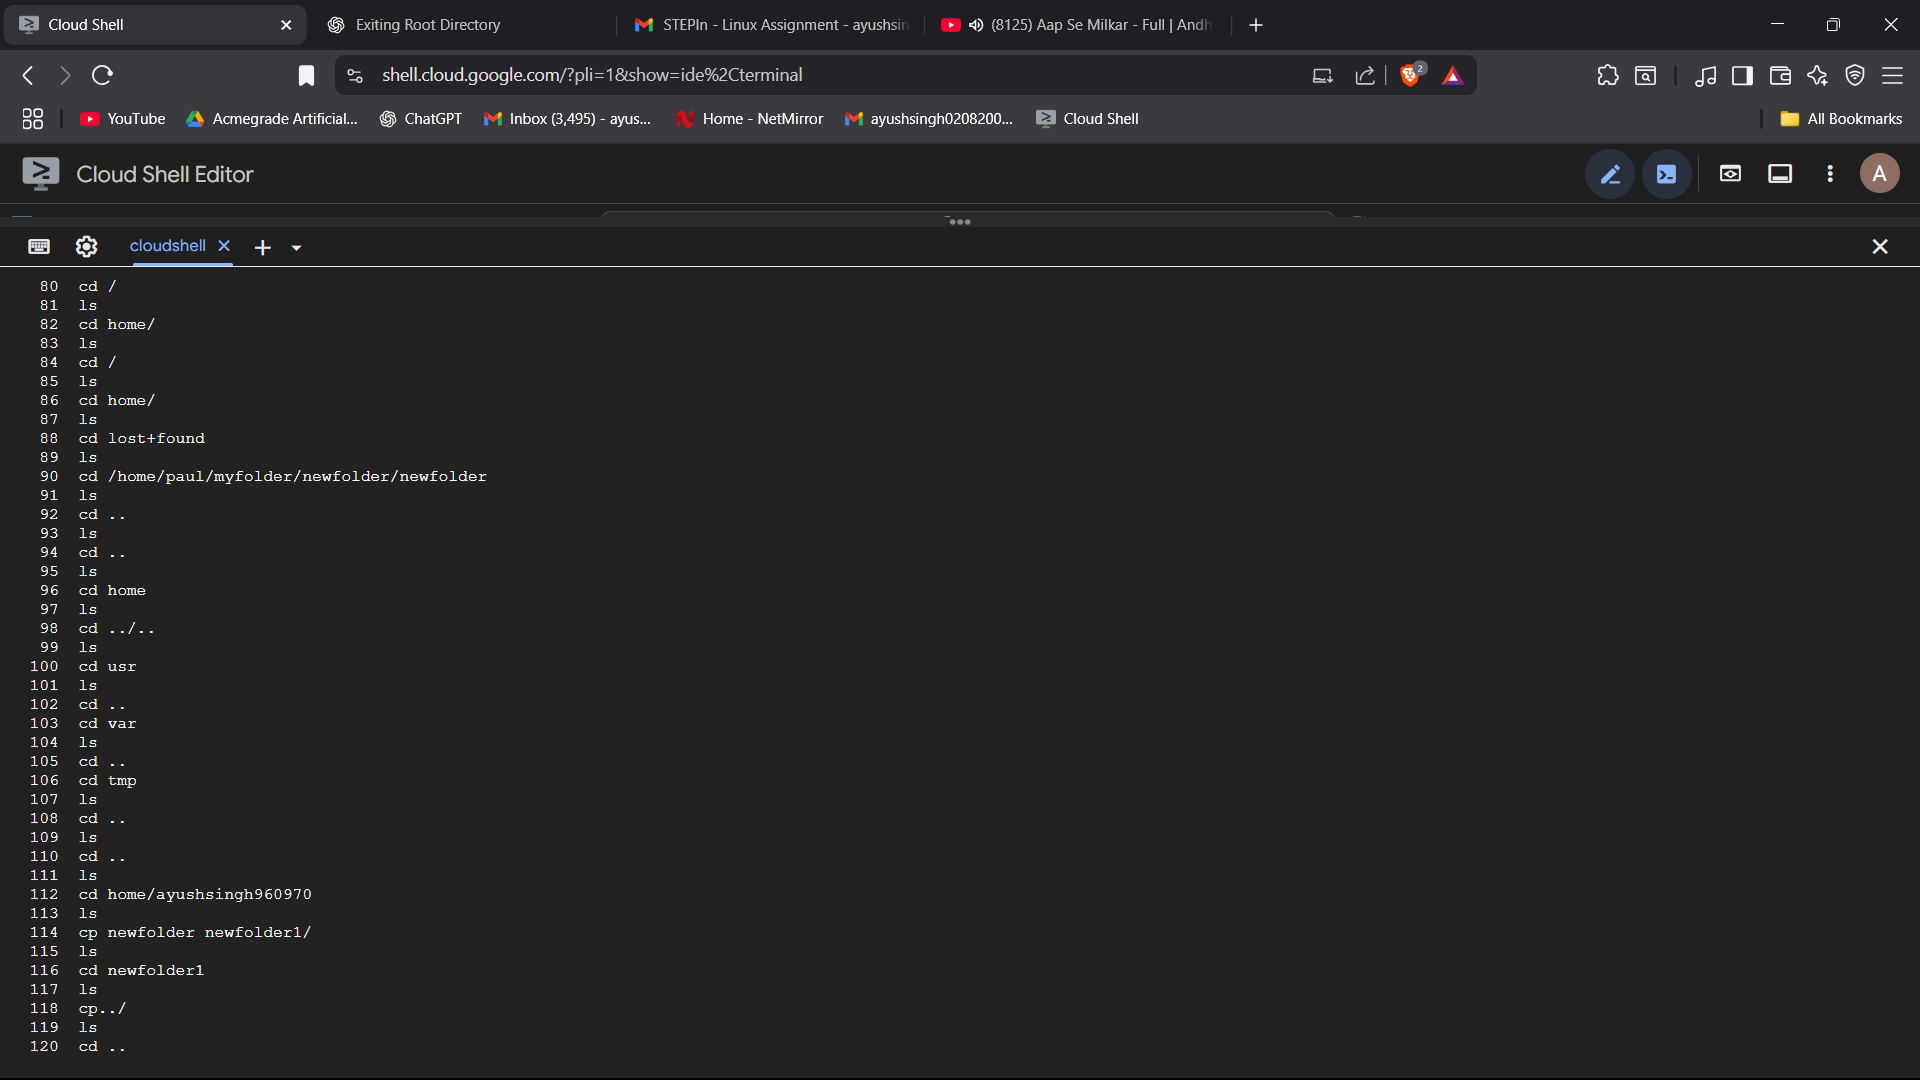 Cloud Shell
Exiting Root Directory
STEPIn - Linux Assignment - ayushsin
(8125) Aap Se Milkar - Full | Andh
shell.cloud.google.com/?pli=1&show=ide%2Cterminal
2
YouTube
Acmegrade Artificial...
ChatGPT
Inbox (3,495) - ayus...
Home - NetMirror
ayushsingh0208200...
Cloud Shell
All Bookmarks
Cloud Shell Editor
A
cloudshell
80 cd /
81 ls
82 cd home/
83 ls
84 cd /
85 ls
86 cd home/
87 ls
88 cd lost+found
89 ls
90 cd /home/paul/myfolder/newfolder/newfolder
91 ls
92 cd ..
93 ls
94 cd ..
95 ls
96 cd home
97 ls
98 cd ../..
99 ls
100 cd usr
101 ls
102 cd ..
103 cd var
104 ls
105 cd ..
106 cd tmp
107 ls
108 cd ..
109 ls
110 cd ..
111 ls
112 cd home/ayushsingh960970
113 ls
114 cp newfolder newfolder1/
115 ls
116 cd newfolder1
117 ls
118 cp../
119 ls
120 cd ..